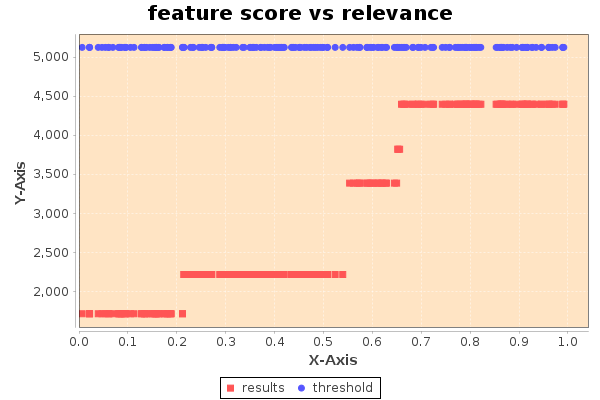 feature score vs relevance
5,000
4,500
4,000
3,500
3,000
2,500
2,000
Y-Axis
0.0 0.1 0.2 0.3 0.4 0.5 0.6 0.7 0.8 0.9 1.0
X-Axis
results threshold